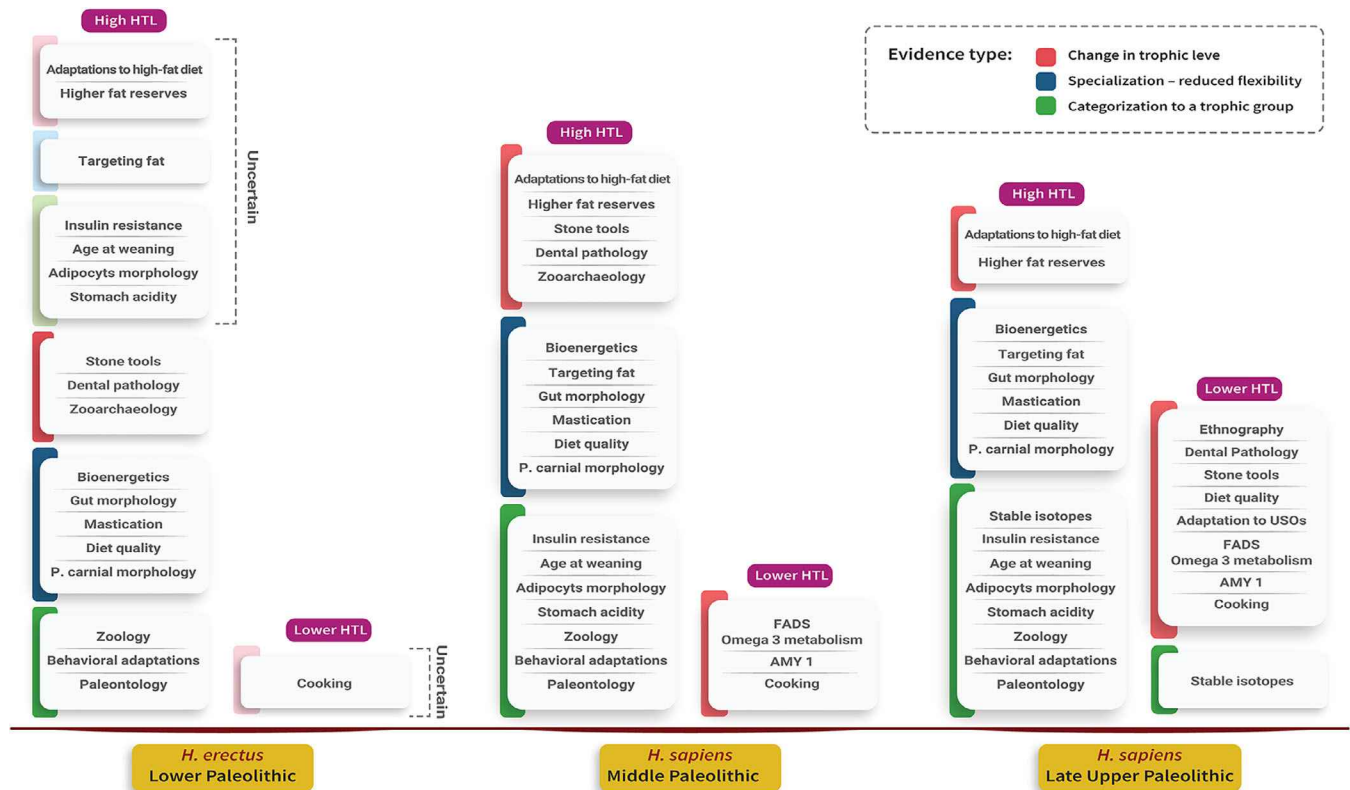 High HTL
Adaptations to high-fat diet
Higher fat reserves
Targeting fat
Insulin resistance
Age at weaning
Adipocyts morphology
Stomach acidity
Uncertain
Stone tools
Dental pathology
Zooarchaeology
Bioenergetics
Gut morphology
Mastication
Diet quality
P. carnial morphology
Zoology
Behavioral adaptations
Paleontology
Lower HTL
Cooking
Uncertain
H. erectus
Lower Paleolithic
High HTL
Adaptations to high-fat diet
Higher fat reserves
Stone tools
Dental pathology
Zooarchaeology
Bioenergetics
Targeting fat
Gut morphology
Mastication
Diet quality
P. carnial morphology
Insulin resistance
Age at weaning
Adipocyts morphology
Stomach acidity
Zoology
Behavioral adaptations
Paleontology
Lower HTL
FADS
Omega 3 metabolism
AMY 1
Cooking
H. sapiens
Middle Paleolithic
Evidence type:
Change in trophic leve
Specialization – reduced flexibility
Categorization to a trophic group
High HTL
Adaptations to high-fat diet
Higher fat reserves
Bioenergetics
Targeting fat
Gut morphology
Mastication
Diet quality
P. carnial morphology
Stable isotopes
Insulin resistance
Age at weaning
Adipocyts morphology
Stomach acidity
Zoology
Behavioral adaptations
Paleontology
Lower HTL
Ethnography
Dental Pathology
Stone tools
Diet quality
Adaptation to USOs
FADS
Omega 3 metabolism
AMY 1
Cooking
Stable isotopes
H. sapiens
Late Upper Paleolithic